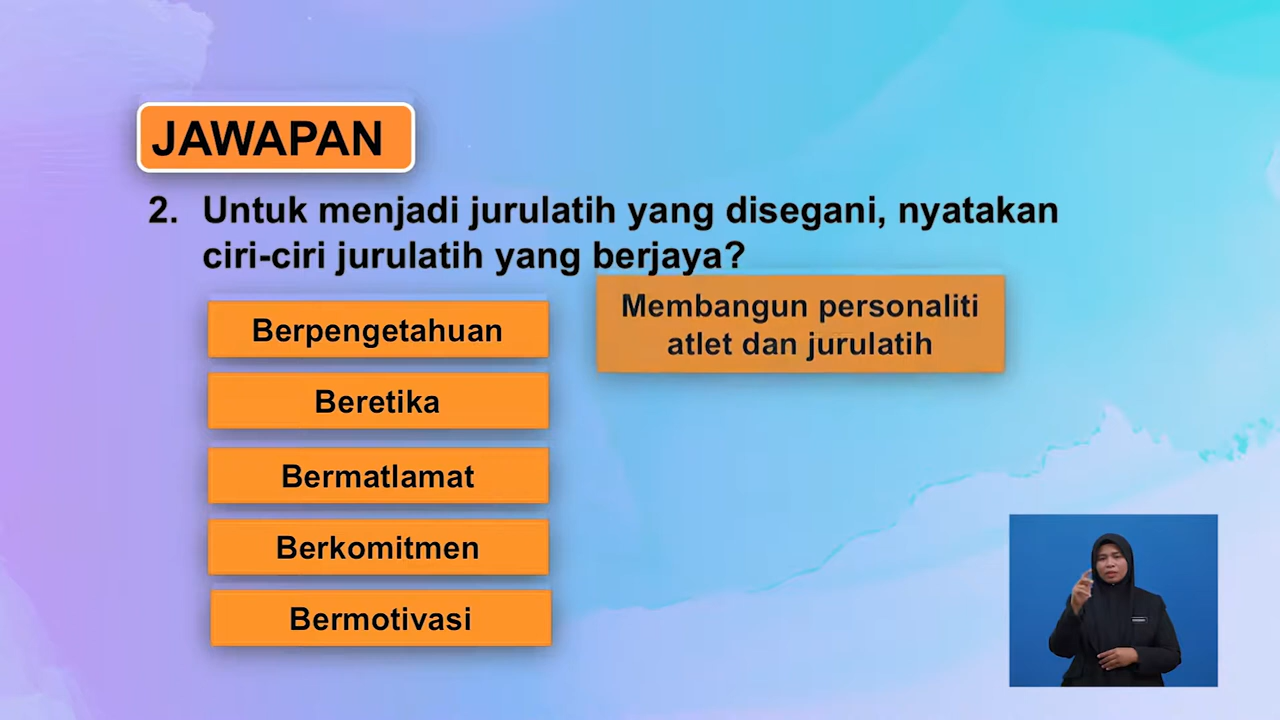 JAWAPAN
2. Untuk menjadi jurulatih yang disegani, nyatakan
ciri-ciri jurulatih yang berjaya?
Berpengetahuan
Beretika
Bermatlamat
Berkomitmen
Bermotivasi
Membangun personaliti
atlet dan jurulatih